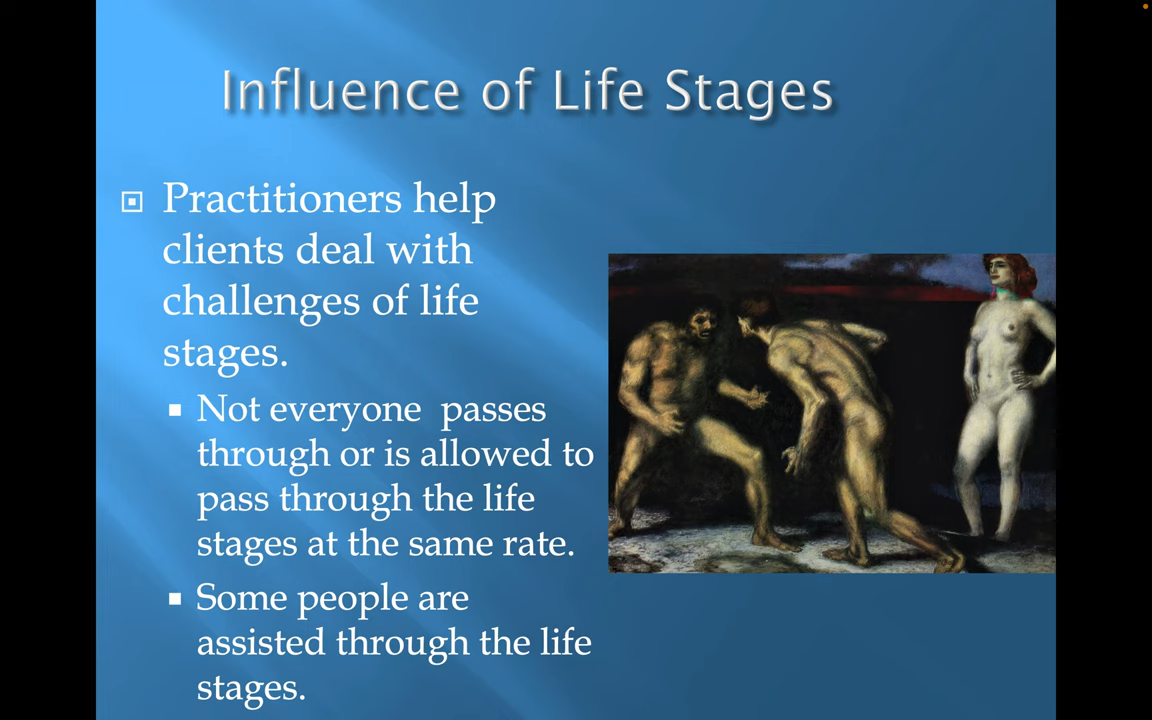 Influence of Life Stages
Practitioners help
clients deal with
challenges of life
stages.
Not everyone  passes
through or is allowed to
pass through the life
stages at the same rate.
Some people are
assisted through the life
stages.